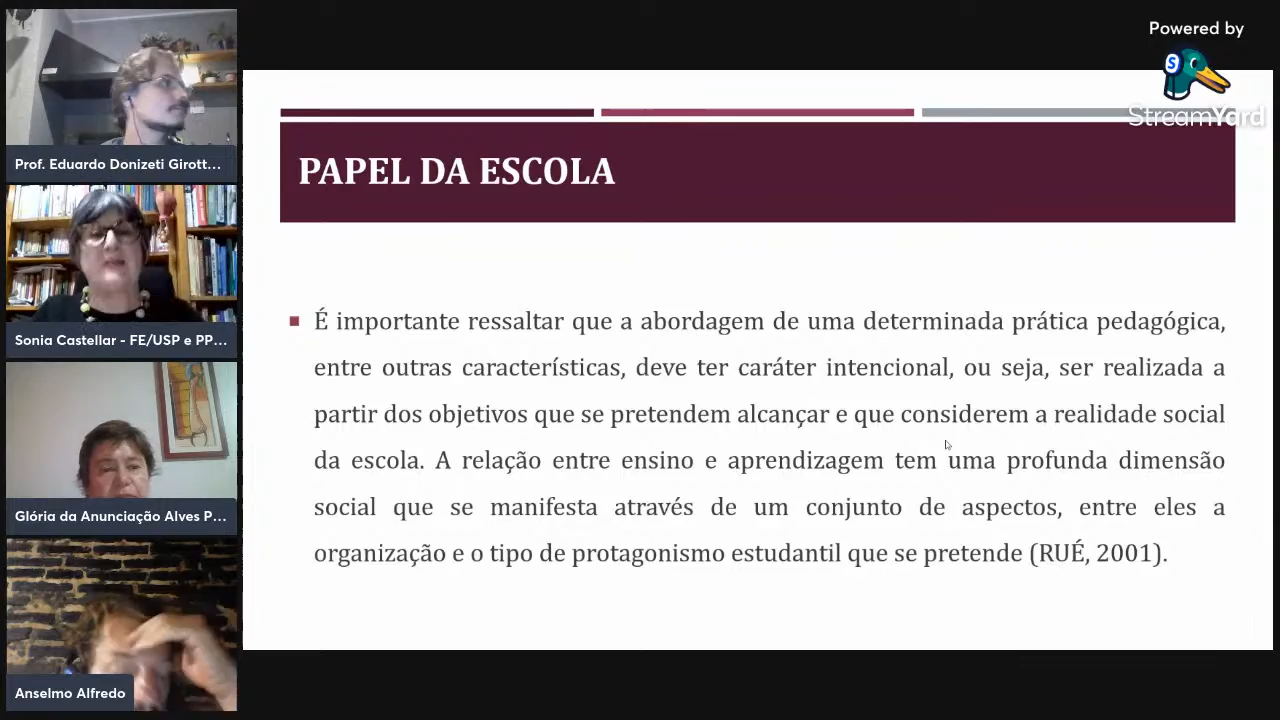 Powered by
StreamYard
Prof. Eduardo Donizeti Girott...
Sonia Castellar - FE/USP e PP...
Glória da Anunciação Alves P...
Anselmo Alfredo
PAPEL DA ESCOLA
É importante ressaltar que a abordagem de uma determinada prática pedagógica,
entre outras características, deve ter caráter intencional, ou seja, ser realizada a
partir dos objetivos que se pretendem alcançar e que considerem a realidade social
da escola. A relação entre ensino e aprendizagem tem uma profunda dimensão
social que se manifesta através de um conjunto de aspectos, entre eles a
organização e o tipo de protagonismo estudantil que se pretende (RUÉ, 2001).